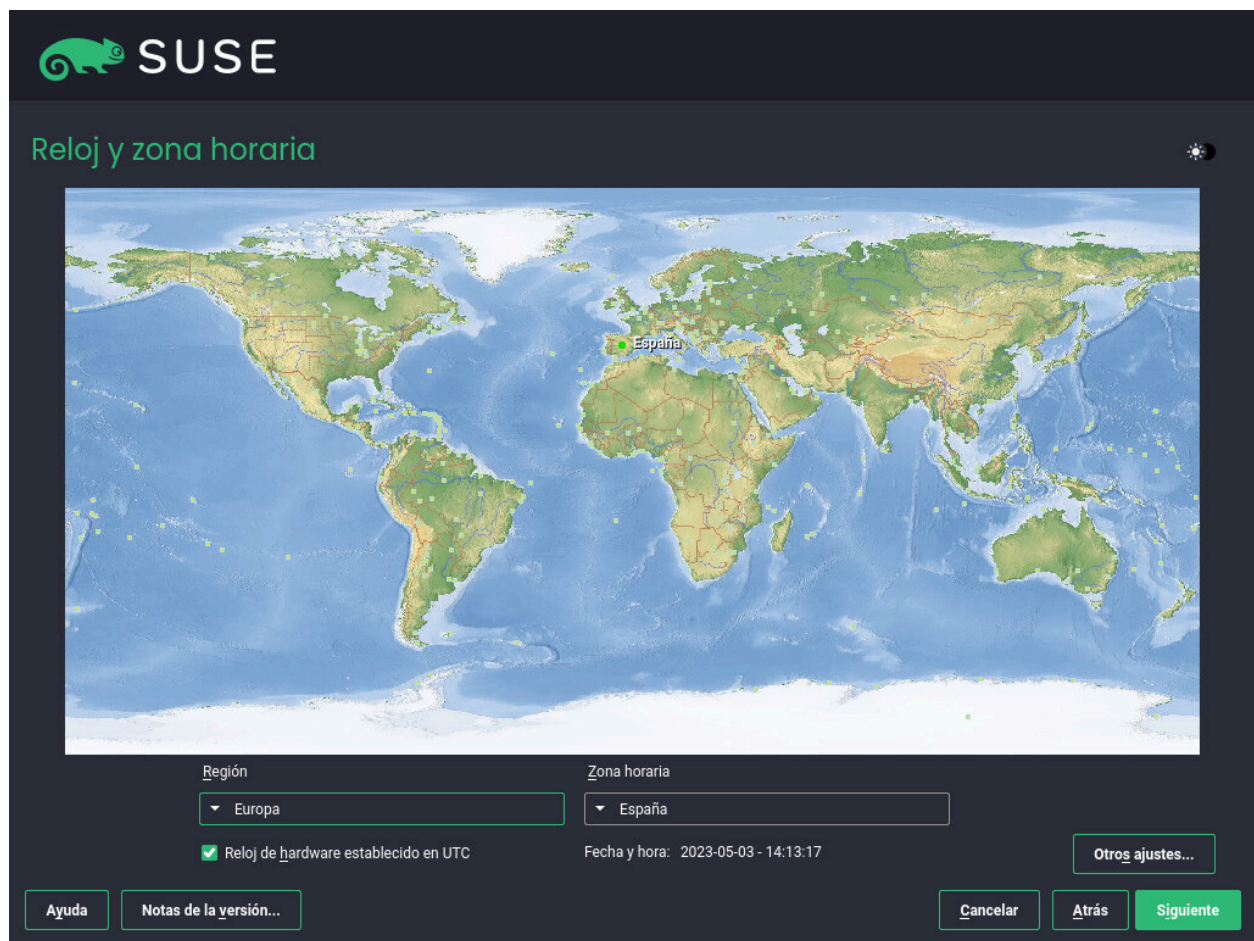 SUSE
Reloj y zona horaria
España
Región
Zona horaria
Europa
España
Reloj de hardware establecido en UTC
Fecha y hora: 2023-05-03 - 14:13:17
Otros ajustes...
Ayuda
Notas de la versión...
Cancelar
Atrás
Siguiente